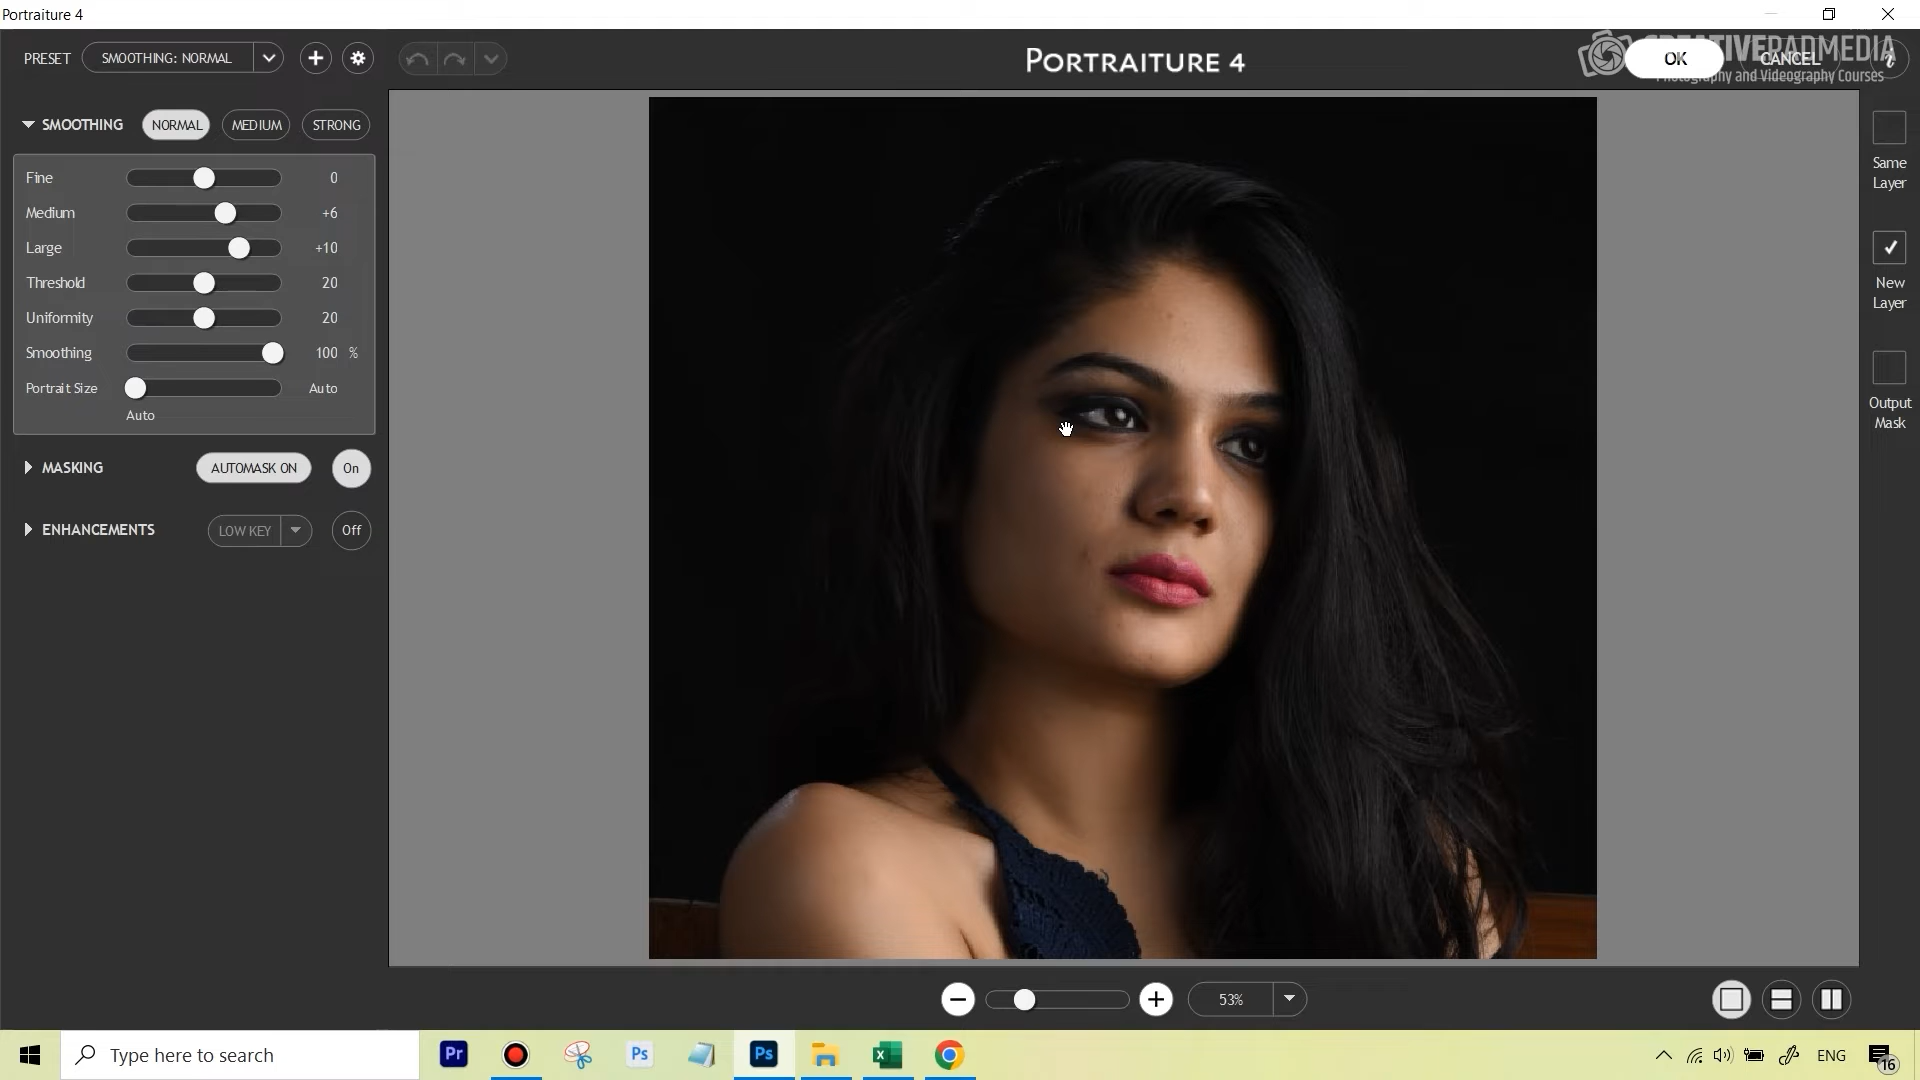 Portraiture 4
PRESET
SMOOTHING: NORMAL
PORTRAITURE 4
CREATIVEPADMEDIA
Photography and Videography Courses
OK
CANCEL
i
SMOOTHING
NORMAL
MEDIUM
STRONG
Fine 0
Medium +6
Large +10
Threshold 20
Uniformity 20
Smoothing 100 %
Portrait Size Auto
Auto
MASKING
AUTOMASK ON
On
ENHANCEMENTS
LOW KEY
Off
Same
Layer
New
Layer
Output
Mask
53%
Type here to search
Pr
Ps
Ps
ENG
16